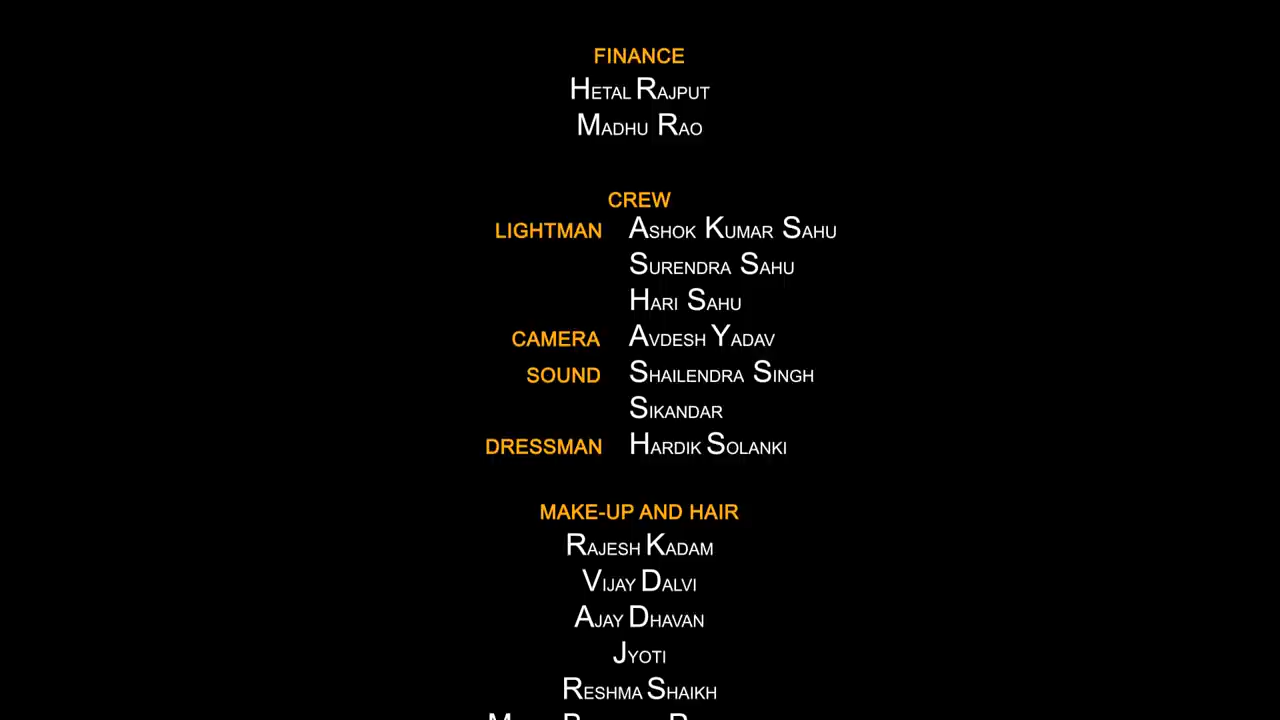 FINANCE
HETAL RAJPUT
MADHU RAO
CREW
LIGHTMAN ASHOK KUMAR SAHU
SURENDRA SAHU
HARI SAHU
CAMERA AVDESH YADAV
SOUND SHAILENDRA SINGH
SIKANDAR
DRESSMAN HARDIK SOLANKI
MAKE-UP AND HAIR
RAJESH KADAM
VIJAY DALVI
AJAY DHAVAN
JYOTI
RESHMA SHAIKH